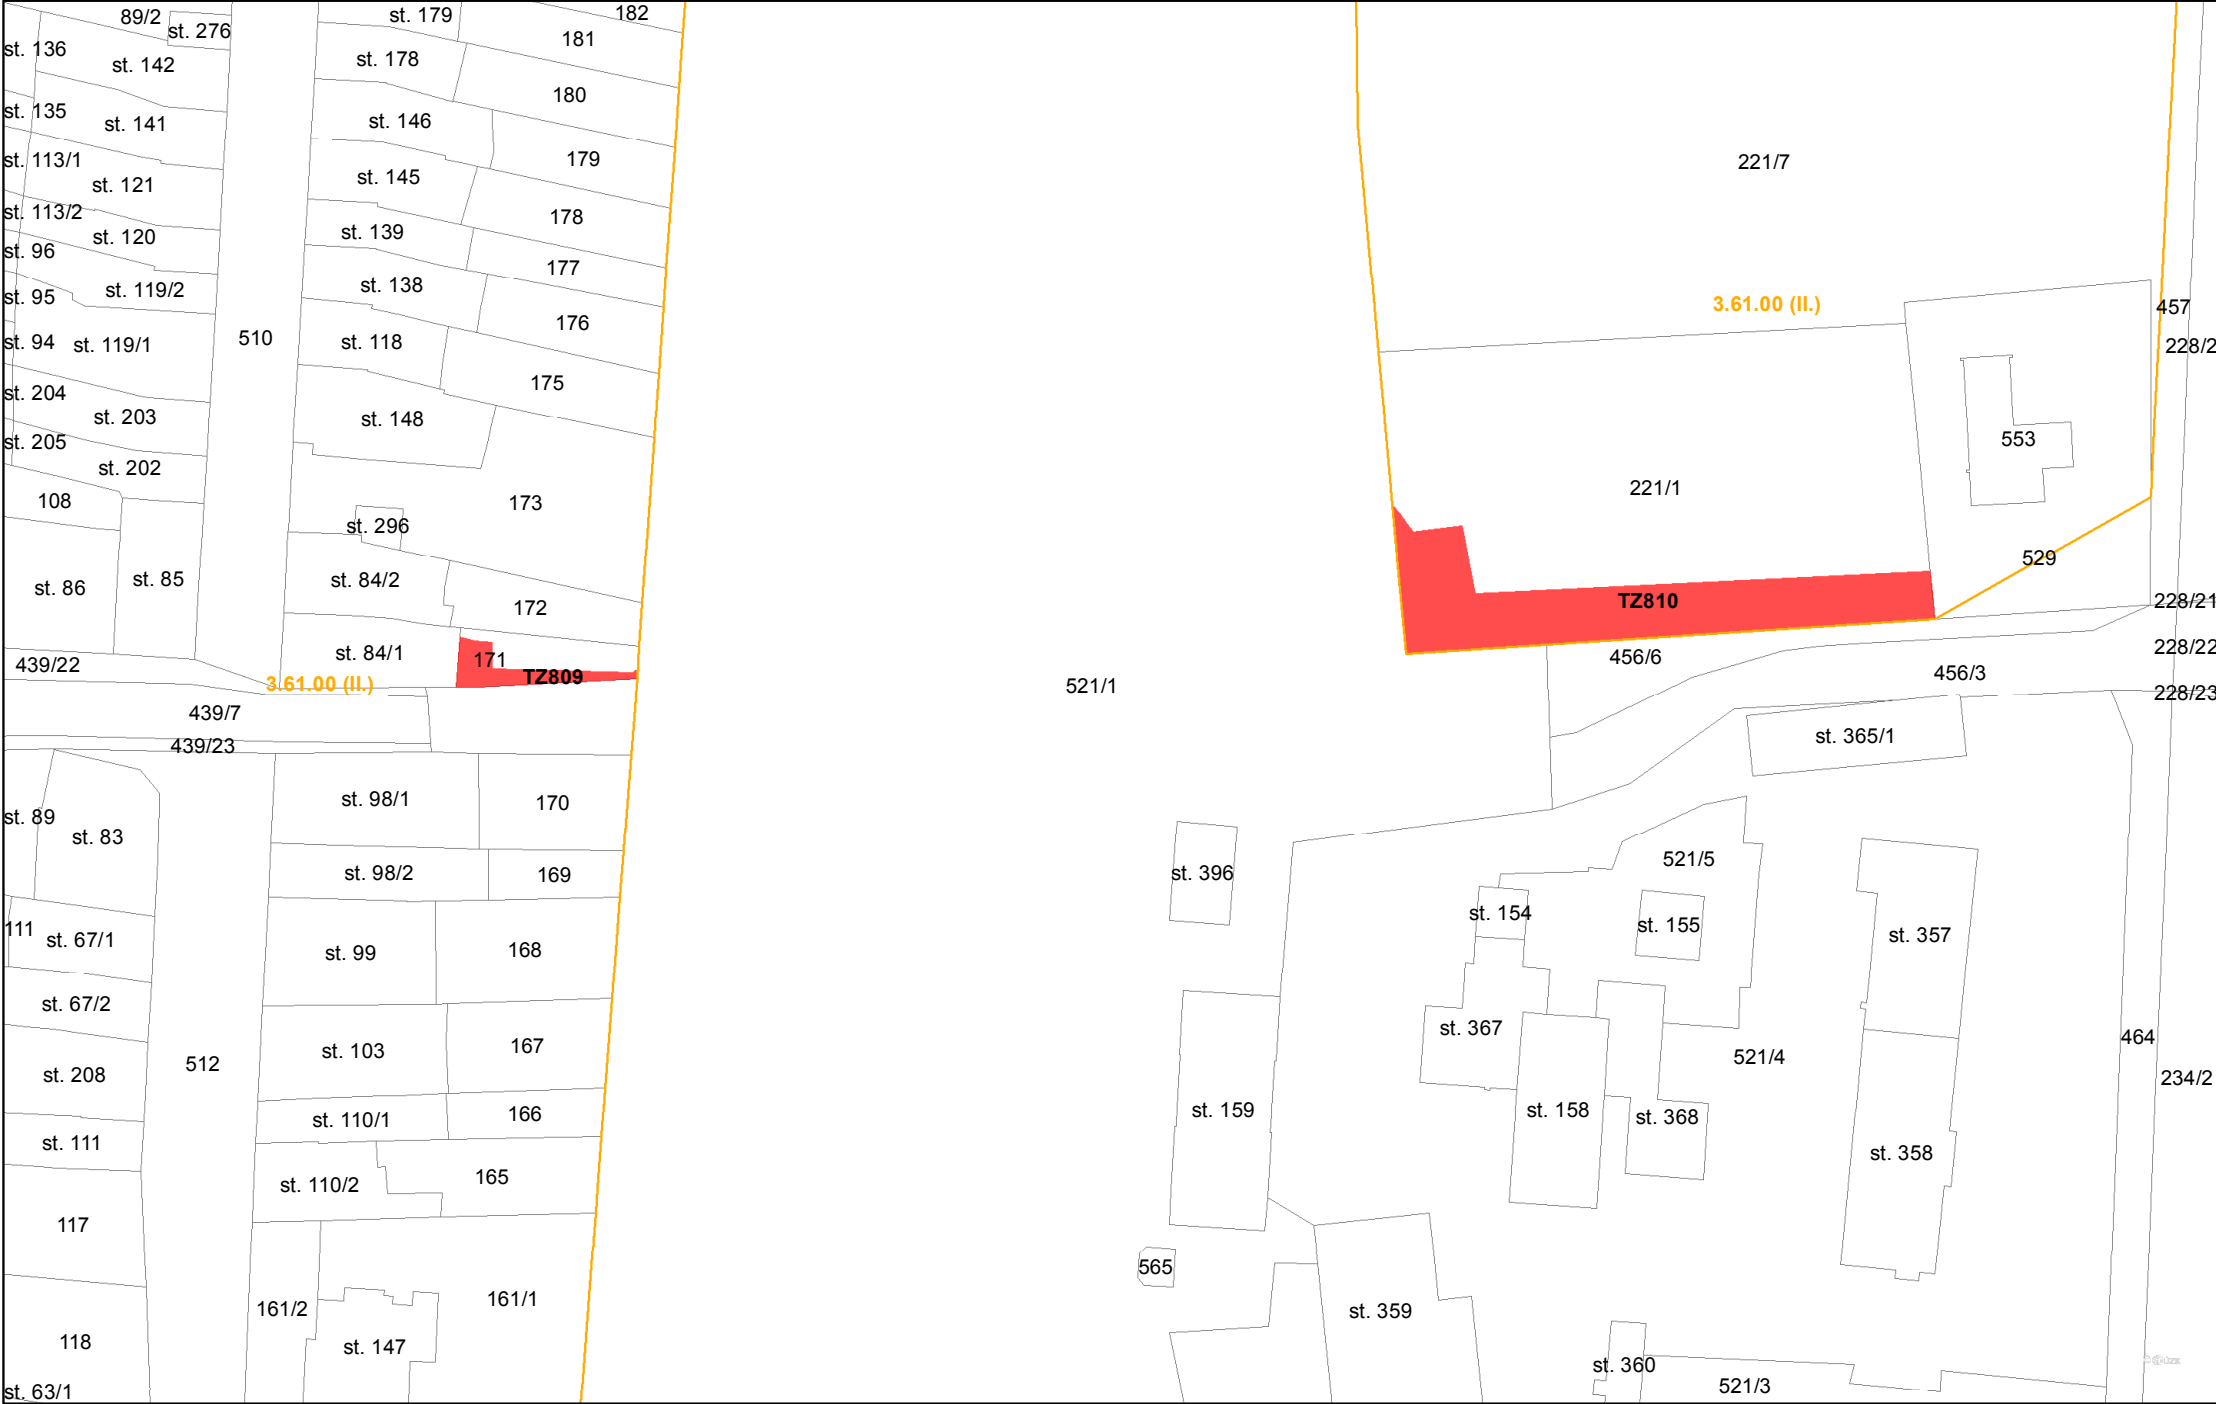 89/2
st. 276
st. 179
182
181
st. 136
st. 142
st. 178
180
st. 135
st. 141
st. 146
179
st. 113/1
st. 121
st. 145
178
221/7
st. 113/2
st. 120
st. 139
st. 96
177
st. 138
st. 95
st. 119/2
3.61.00 (II.)
457
176
510
st. 94
st. 119/1
st. 118
228/2
175
st. 204
st. 203
st. 148
st. 205
st. 202
553
108
173
221/1
st. 296
st. 86
st. 85
st. 84/2
172
529
TZ810
228/21
439/22
st. 84/1
171
TZ809
3.61.00 (II.)
521/1
456/6
228/22
456/3
228/23
439/7
439/23
st. 365/1
st. 98/1
170
st. 89
st. 83
st. 98/2
169
st. 396
521/5
111
st. 67/1
st. 99
168
st. 154
st. 155
st. 357
st. 67/2
st. 103
167
st. 367
521/4
464
512
st. 208
234/2
st. 110/1
166
st. 159
st. 158
st. 368
st. 111
st. 110/2
165
st. 358
117
565
161/2
161/1
st. 359
118
st. 147
st. 360
521/3
st. 63/1